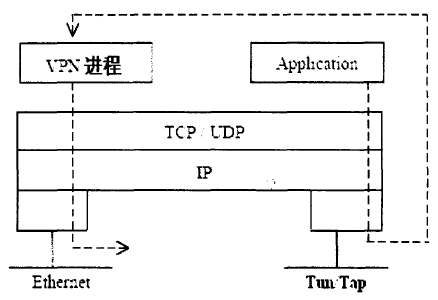 VPN 进程
Application
TCP / UDP
IP
Ethernet
Tun/Tap